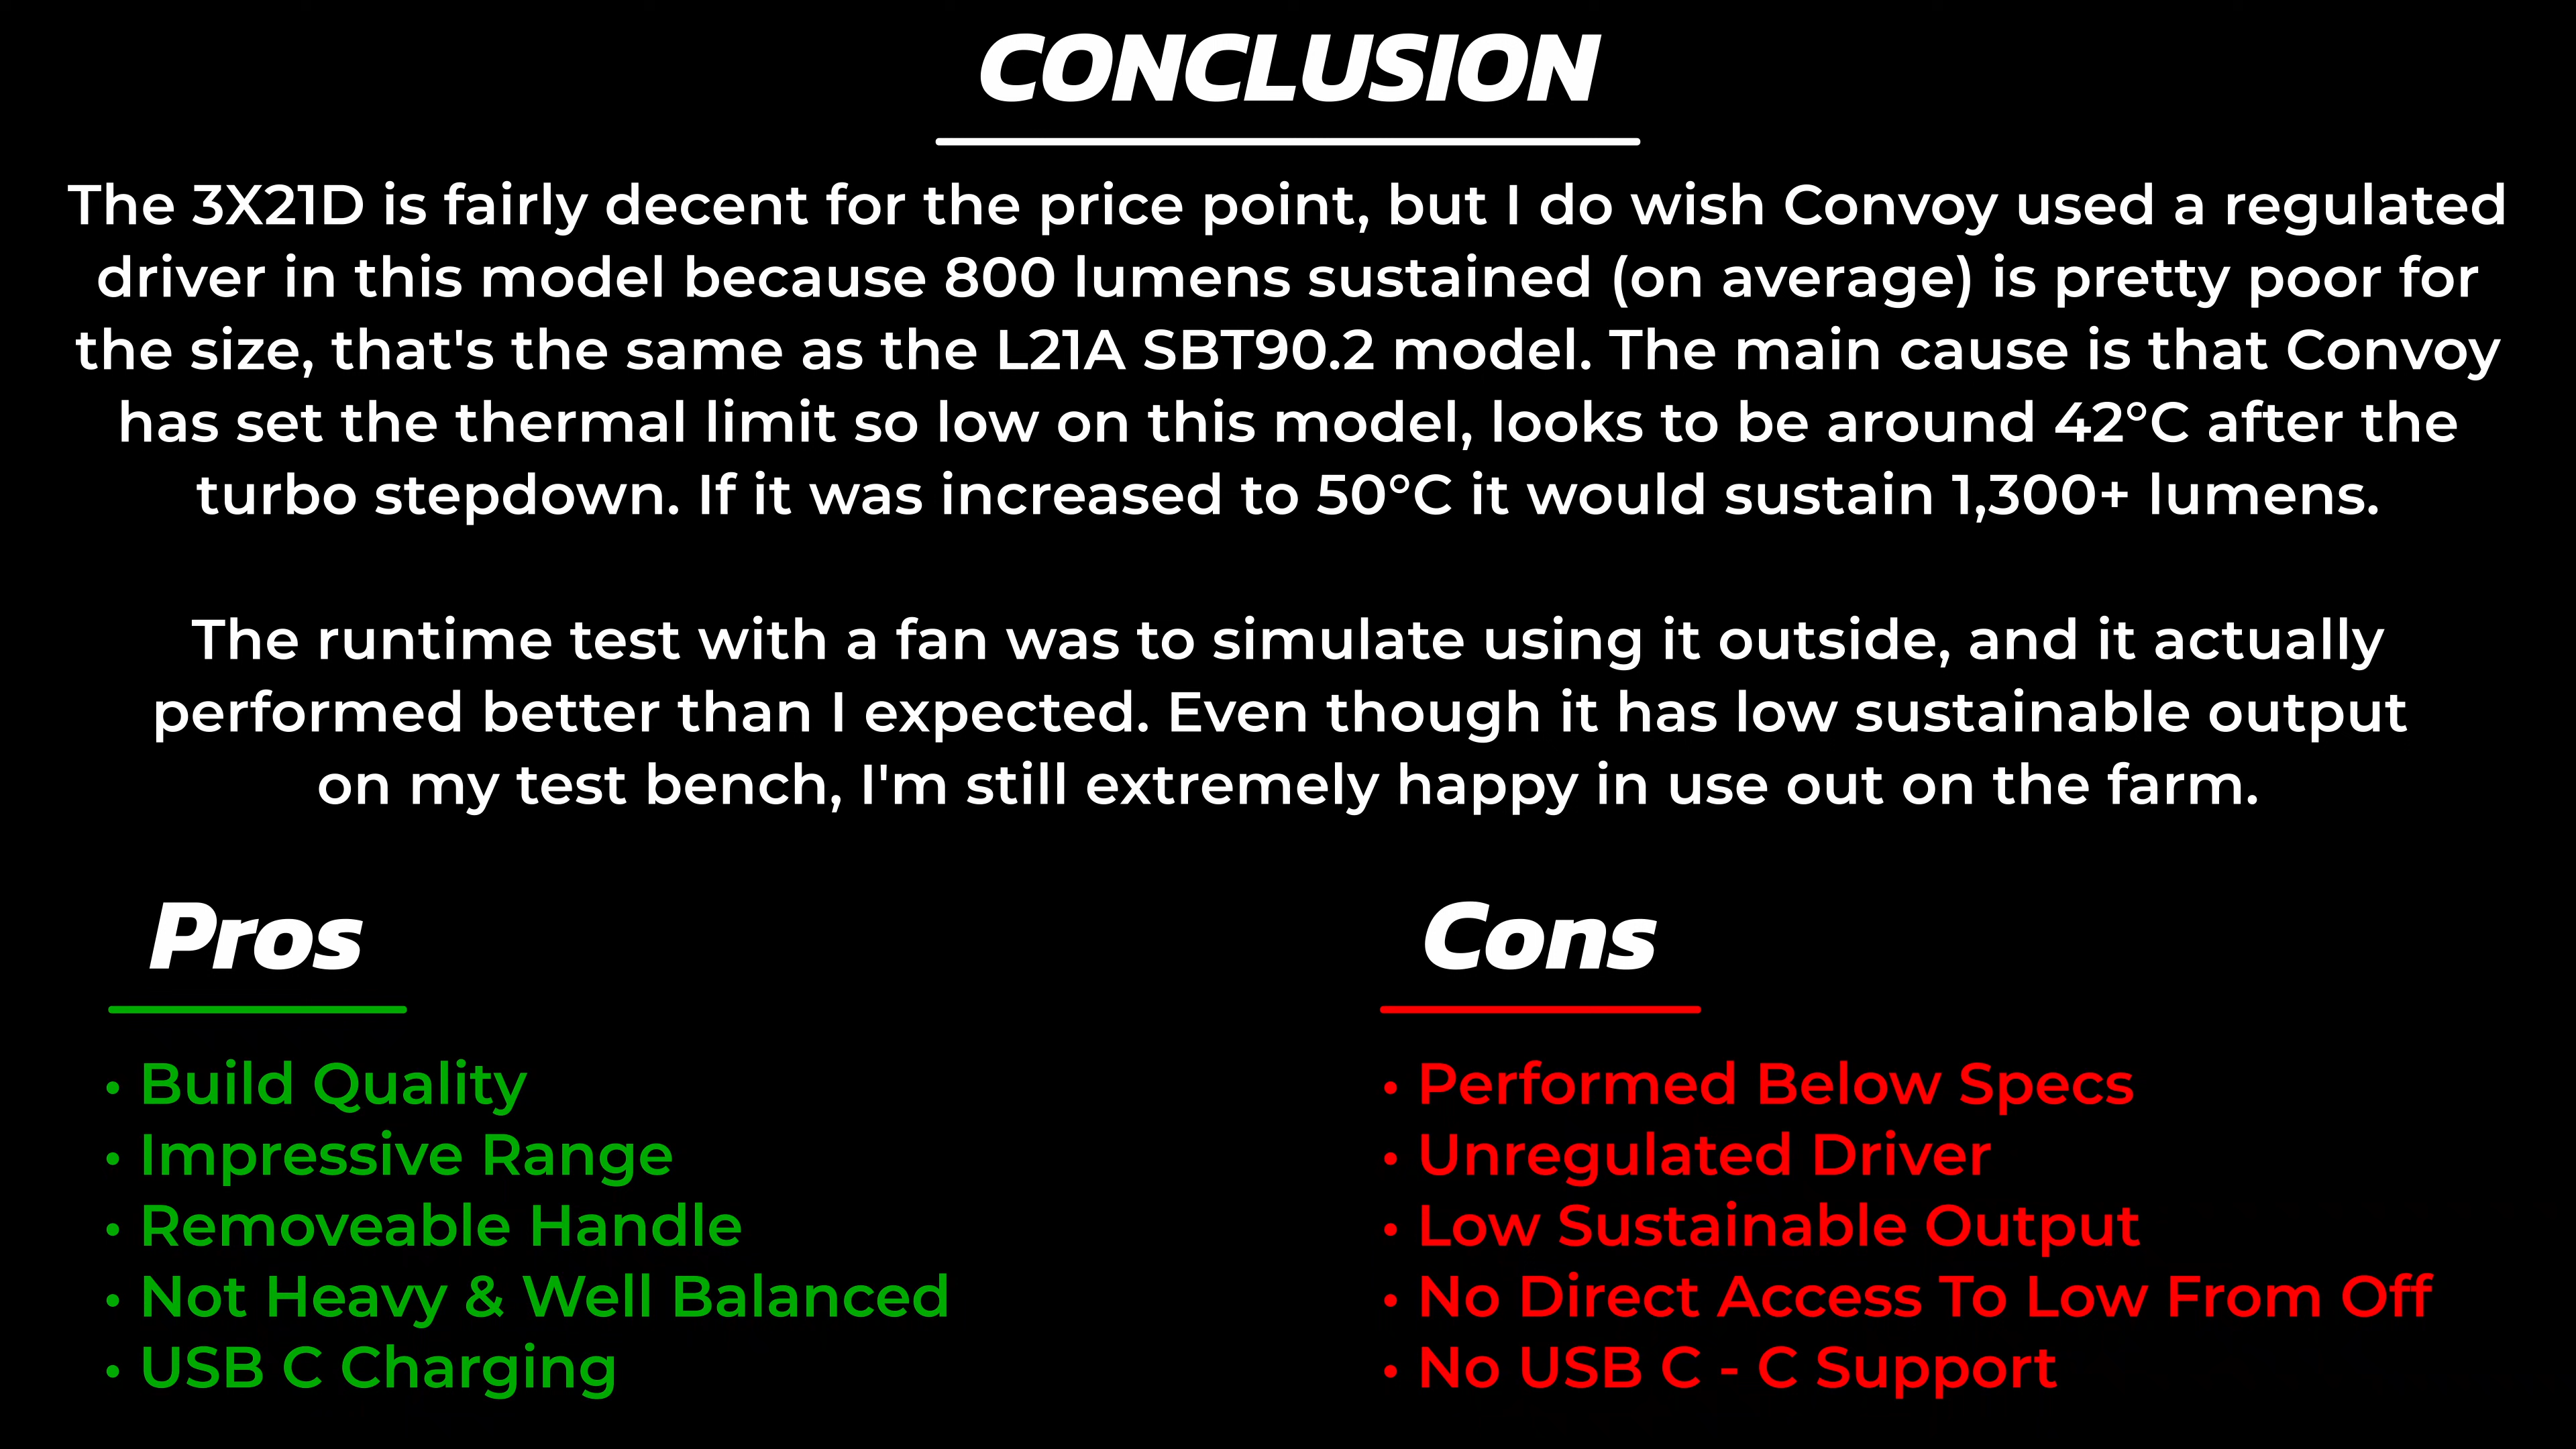 CONCLUSION
The 3X21D is fairly decent for the price point, but I do wish Convoy used a regulated
driver in this model because 800 lumens sustained (on average) is pretty poor for
the size, that's the same as the L21A SBT90.2 model. The main cause is that Convoy
has set the thermal limit so low on this model, looks to be around 42°C after the
turbo stepdown. If it was increased to 50°C it would sustain 1,300+ lumens.
The runtime test with a fan was to simulate using it outside, and it actually
performed better than I expected. Even though it has low sustainable output
on my test bench, I'm still extremely happy in use out on the farm.
Pros
• Build Quality
• Impressive Range
• Removeable Handle
• Not Heavy & Well Balanced
• USB C Charging
Cons
• Performed Below Specs
• Unregulated Driver
• Low Sustainable Output
• No Direct Access To Low From Off
• No USB C - C Support